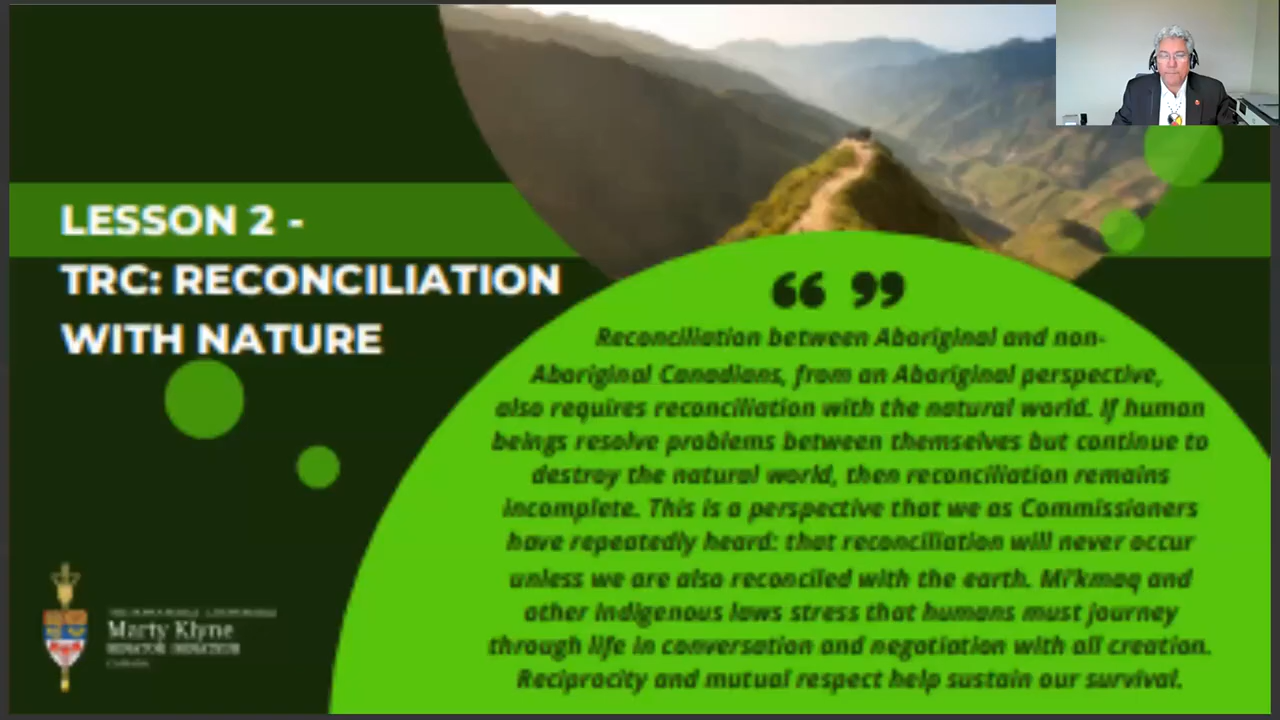 LESSON 2 -
TRC: RECONCILIATION
WITH NATURE
Reconciliation between Aboriginal and non-
Aboriginal Canadians, from an Aboriginal perspective,
also requires reconciliation with the natural world. If human
beings resolve problems between themselves but continue to
destroy the natural world, then reconciliation remains
incomplete. This is a perspective that we as Commissioners
have repeatedly heard: that reconciliation will never occur
unless we are also reconciled with the earth. Mi'kmaq and
other Indigenous laws stress that humans must journey
through life in conversation and negotiation with all creation.
Reciprocity and mutual respect help sustain our survival.
Marty Klyne
SENATOR SÉNATEUR